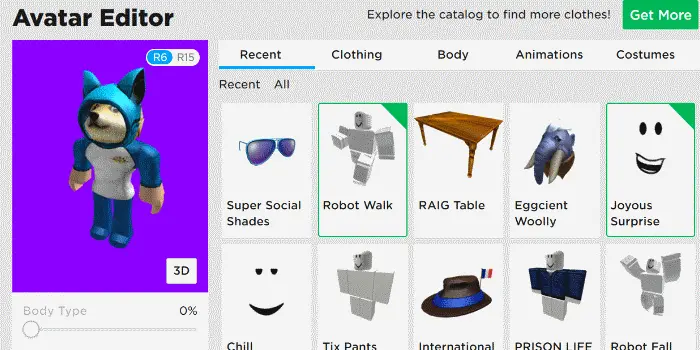 Avatar Editor
Explore the catalog to find more clothes!
Get More
R6 R15
Recent
Clothing
Body
Animations
Costumes
Recent All
Super Social
Shades
Robot Walk
RAIG Table
Eggcient
Woolly
Joyous
Surprise
3D
Body Type 0%
Chill
Tix Pants
International
PRISON LIFE
Robot Fall